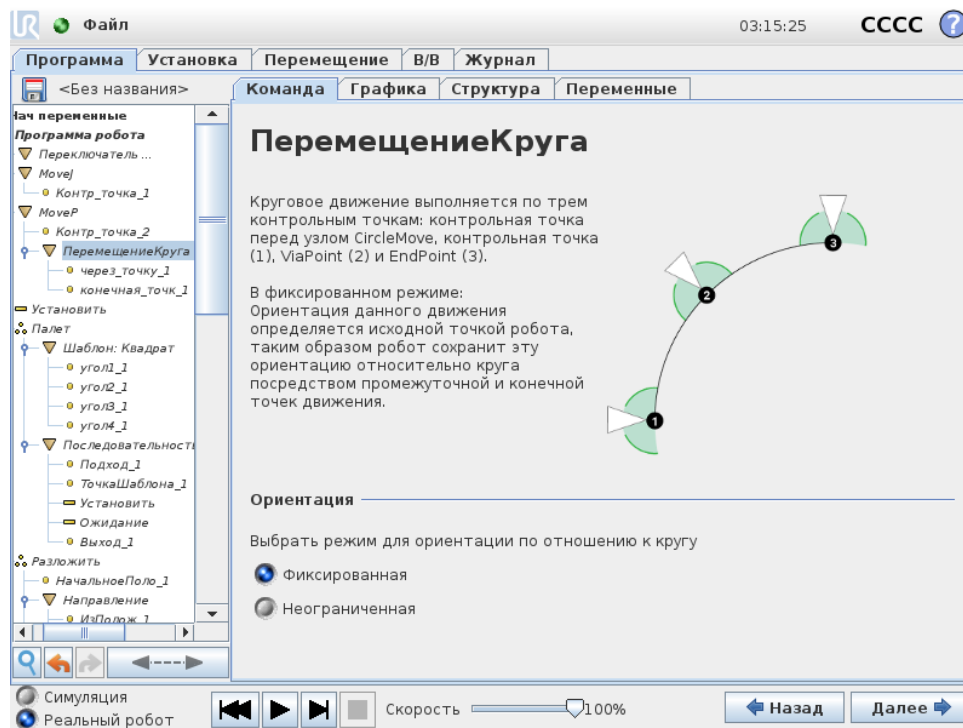 UR Файл 03:15:25 CCCC ?
Программа Установка Перемещение В/В Журнал
<Без названия> Команда Графика Структура Переменные
Нач переменные
Программа робота
Переключатель ...
MoveJ
Контр_точка_1
MoveP
Контр_точка_2
ПеремещениеКруга
через_точку_1
конечная_точк_1
Установить
Палет
Шаблон: Квадрат
угол1_1
угол2_1
угол3_1
угол4_1
Последовательность
Подход_1
ТочкаШаблона_1
Установить
Ожидание
Выход_1
Разложить
НачальноеПоло_1
Направление
ИзПолож_1
ПеремещениеКруга
Круговое движение выполняется по трем
контрольным точкам: контрольная точка
перед узлом CircleMove, контрольная точка
(1), ViaPoint (2) и EndPoint (3).
В фиксированном режиме:
Ориентация данного движения
определяется исходной точкой робота,
таким образом робот сохранит эту
ориентацию относительно круга
посредством промежуточной и конечной
точек движения.
3
2
1
Ориентация
Выбрать режим для ориентации по отношению к кругу
Фиксированная
Неограниченная
Симуляция
Реальный робот
Скорость 100%
Назад Далее